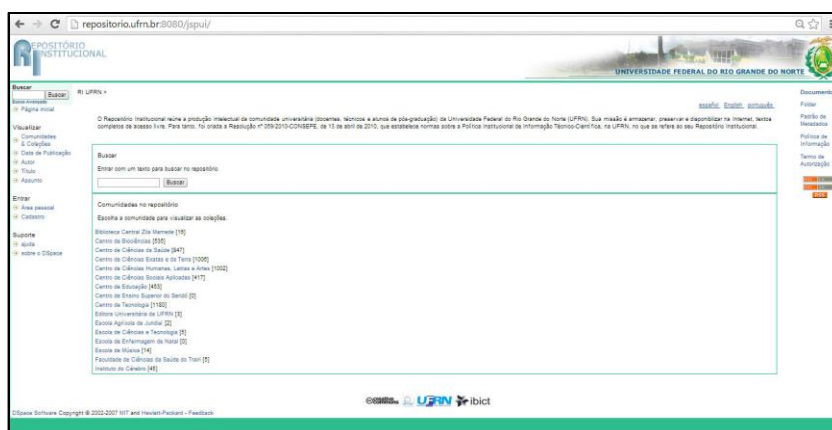 repositorio.ufrn.br:8080/jspui/
REPOSITÓRIO
INSTITUCIONAL
UNIVERSIDADE FEDERAL DO RIO GRANDE DO NORTE
Buscar
Buscar
Busca Avançada
Página inicial
Visualizar
Comunidades
& Coleções
Data de Publicação
Autor
Título
Assunto
Entrar
Área pessoal
Cadastro
Suporte
ajuda
sobre o DSpace
RI UFRN >
español English português
O Repositório Institucional reúne a produção intelectual da comunidade universitária (docentes, técnicos e alunos de pós-graduação) da Universidade Federal do Rio Grande do Norte (UFRN). Sua missão é armazenar, preservar e disponibilizar na Internet, textos
completos de acesso livre. Para tanto, foi criada a Resolução nº 059/2010-CONSEPE, de 13 de abril de 2010, que estabelece normas sobre a Política Institucional de Informação Técnico-Científica, na UFRN, no que se refere ao seu Repositório Institucional.
Buscar
Entrar com um texto para buscar no repositório.
Buscar
Comunidades no repositório
Escolha a comunidade para visualizar as coleções.
Biblioteca Central Zila Mamede
Centro de Biociências
Centro de Ciências da Saúde
Centro de Ciências Exatas e da Terra
Centro de Ciências Humanas, Letras e Artes [1002]
Centro de Ciências Sociais Aplicadas [417]
Centro de Educação
Centro de Ensino Superior do Seridó [0]
Centro de Tecnologia
Editora Universitária da UFRN [3]
Escola Agrícola de Jundiaí [2]
Escola de Ciências e Tecnologia [5]
Escola de Enfermagem de Natal [0]
Escola de Música [14]
Faculdade de Ciências da Saúde do Trairí [5]
Instituto do Cérebro
Documentos
Folder
Padrão de
Metadados
Política de
Informação
Termo de
Autorização
RSS
UFRN
ibict
DSpace Software Copyright © 2002-2007 MIT and Hewlett-Packard - Feedback